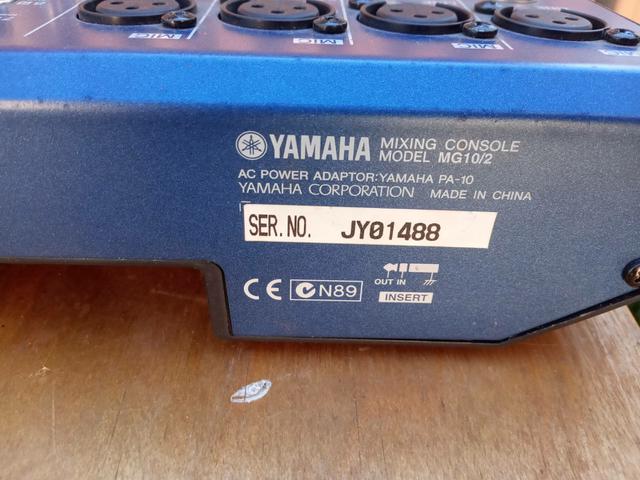 MIC
MIC
MIC
YAMAHA MIXING CONSOLE
MODEL MG10/2
AC POWER ADAPTOR:YAMAHA PA-10
YAMAHA CORPORATION MADE IN CHINA
SER.NO. JY01488
CE N89
OUT IN
INSERT